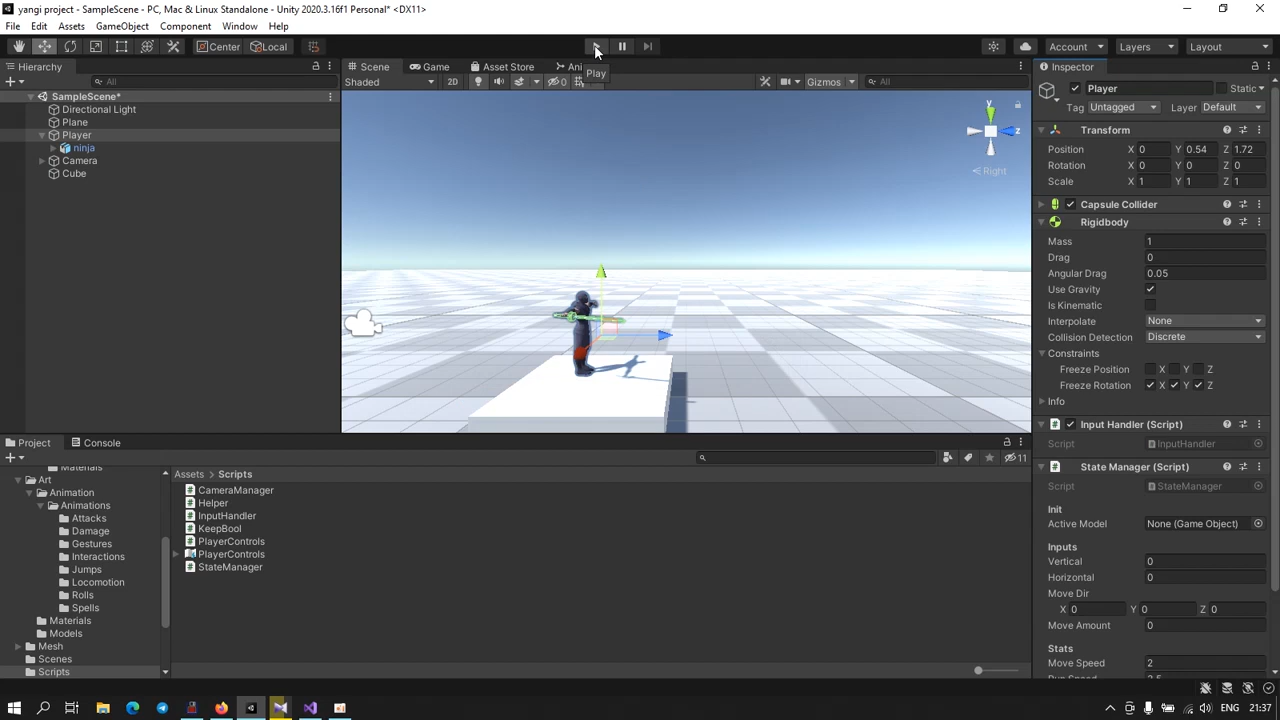 yangi project - SampleScene - PC, Mac & Linux Standalone - Unity 2020.3.16f1 Personal* <DX11>
File Edit Assets GameObject Component Window Help
Center Local Account Layers Layout
Play
Hierarchy
All
SampleScene*
Directional Light
Plane
Player
ninja
Camera
Cube
Scene Game Asset Store
Shaded 2D 0 Gizmos All
y
z
Right
Project Console
11
Materials
Art
Animation
Animations
Attacks
Damage
Gestures
Interactions
Jumps
Locomotion
Rolls
Spells
Materials
Models
Mesh
Scenes
Scripts
Assets > Scripts
CameraManager
Helper
InputHandler
KeepBool
PlayerControls
PlayerControls
StateManager
Inspector
Player Static
Tag Untagged Layer Default
Transform
Position X 0 Y 0.54 Z 1.72
Rotation X 0 Y 0 Z 0
Scale X 1 Y 1 Z 1
Capsule Collider
Rigidbody
Mass 1
Drag 0
Angular Drag 0.05
Use Gravity
Is Kinematic
Interpolate None
Collision Detection Discrete
Constraints
Freeze Position X Y Z
Freeze Rotation X Y Z
Info
Input Handler (Script)
Script InputHandler
State Manager (Script)
Script StateManager
Init
Active Model None (Game Object)
Inputs
Vertical 0
Horizontal 0
Move Dir
X 0 Y 0 Z 0
Move Amount 0
Stats
Move Speed 2
ENG 21:37